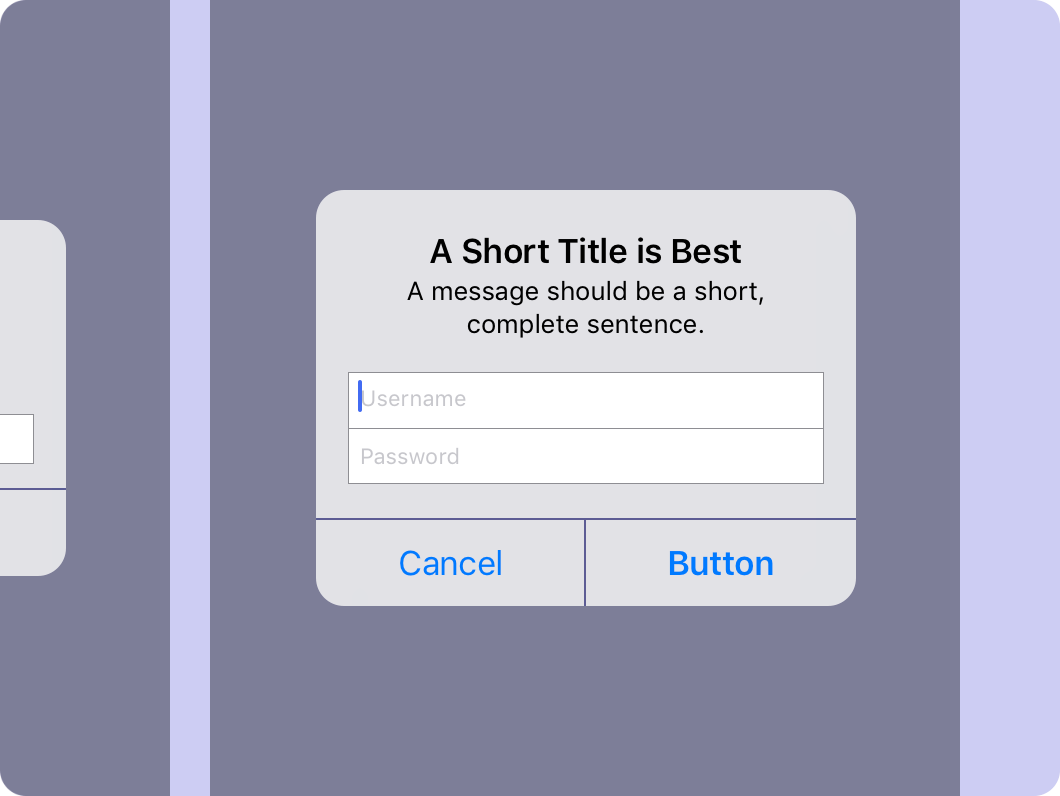 A Short Title is Best
A message should be a short,
complete sentence.
Username
Password
Cancel
Button